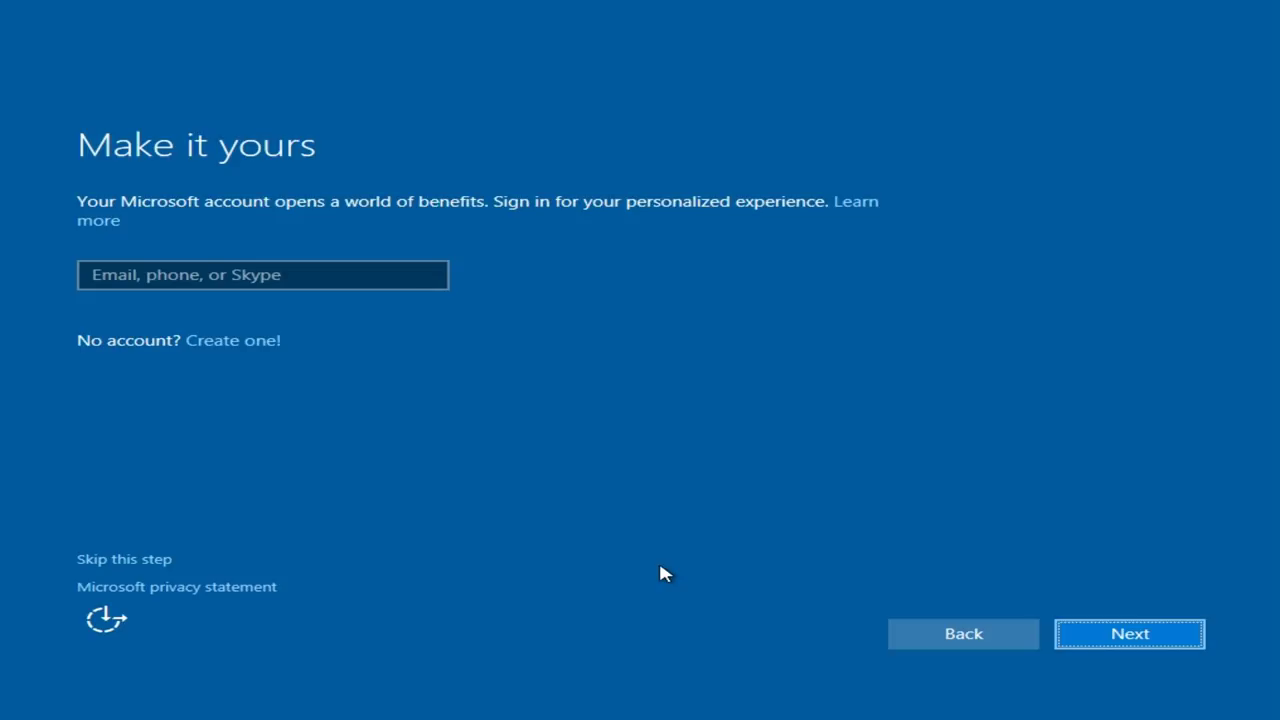 Make it yours
Your Microsoft account opens a world of benefits. Sign in for your personalized experience. Learn
more
Email, phone, or Skype
No account? Create one!
Skip this step
Microsoft privacy statement
Back
Next